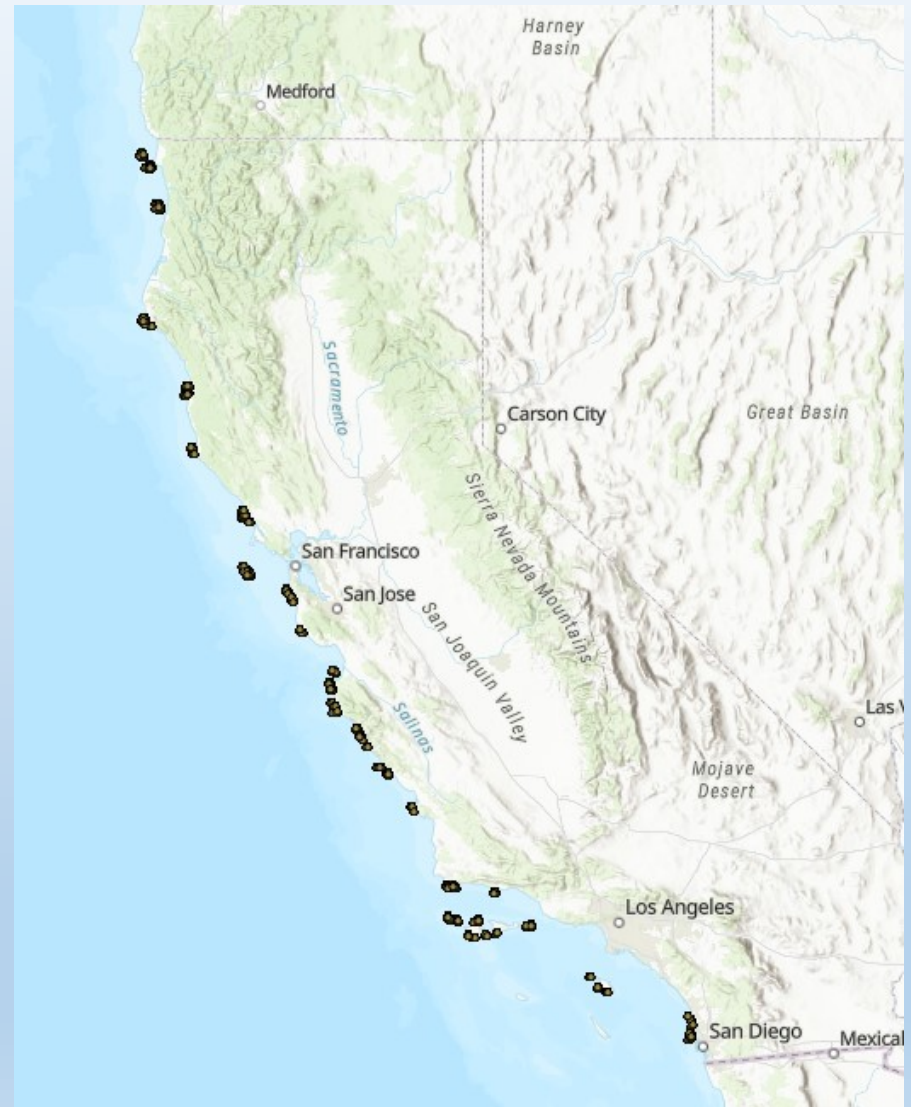 Harney
Basin
Medford
Sacramento
Carson City
Great Basin
Sierra Nevada Mountains
San Francisco
San Jose
San Joaquin Valley
Salinas
Las V
Mojave
Desert
Los Angeles
San Diego
Mexical